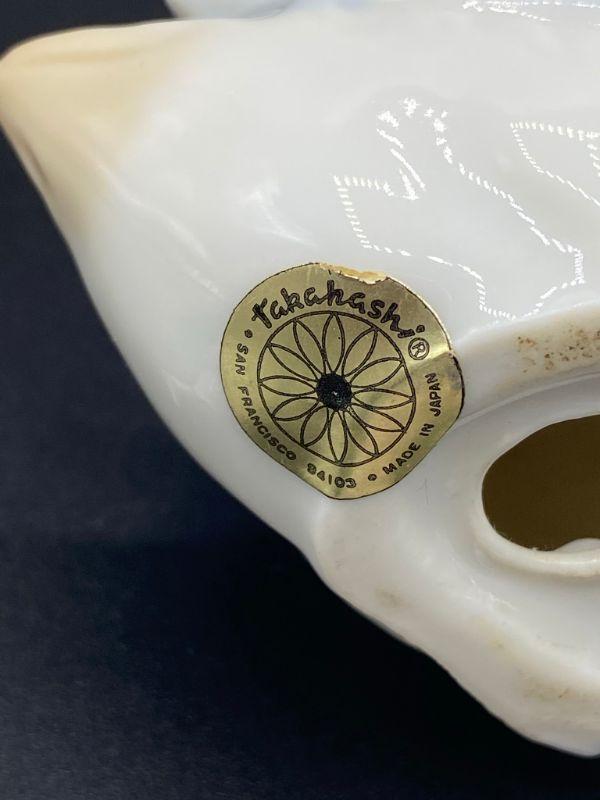 Takahashi®
• SAN FRANCISCO 94103 • MADE IN JAPAN